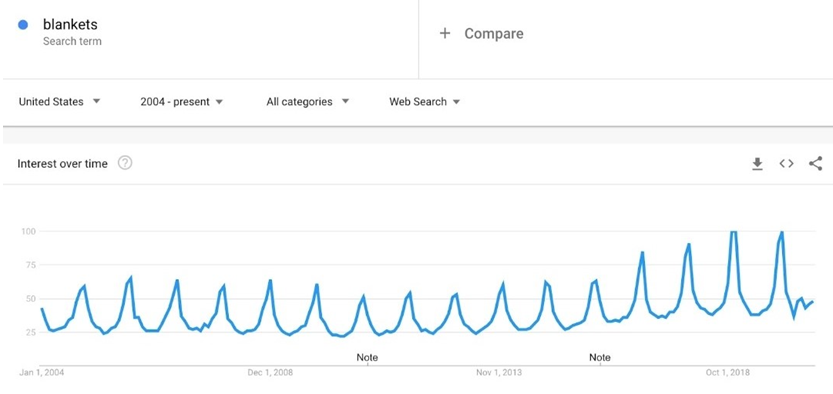 blankets
Search term
+ Compare
United States
2004 - present
All categories
Web Search
Interest over time ?
100
75
50
25
Note
Note
Jan 1, 2004
Dec 1, 2008
Nov 1, 2013
Oct 1, 2018